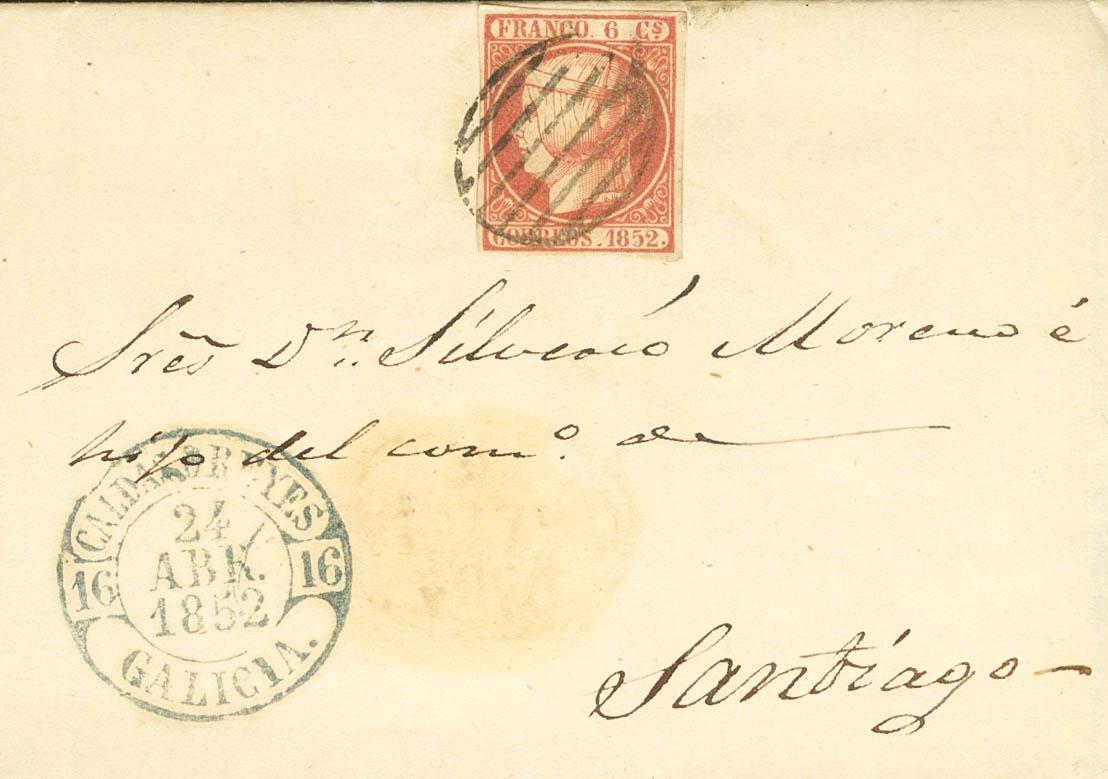 FRANCO. 6 Cs
CORREOS. 1852.
Sres Dn. Silverio Moreno é
hijo del como. de
CALDAS DE REYES
24
ABR.
1852
16 16
GALICIA.
Santiago